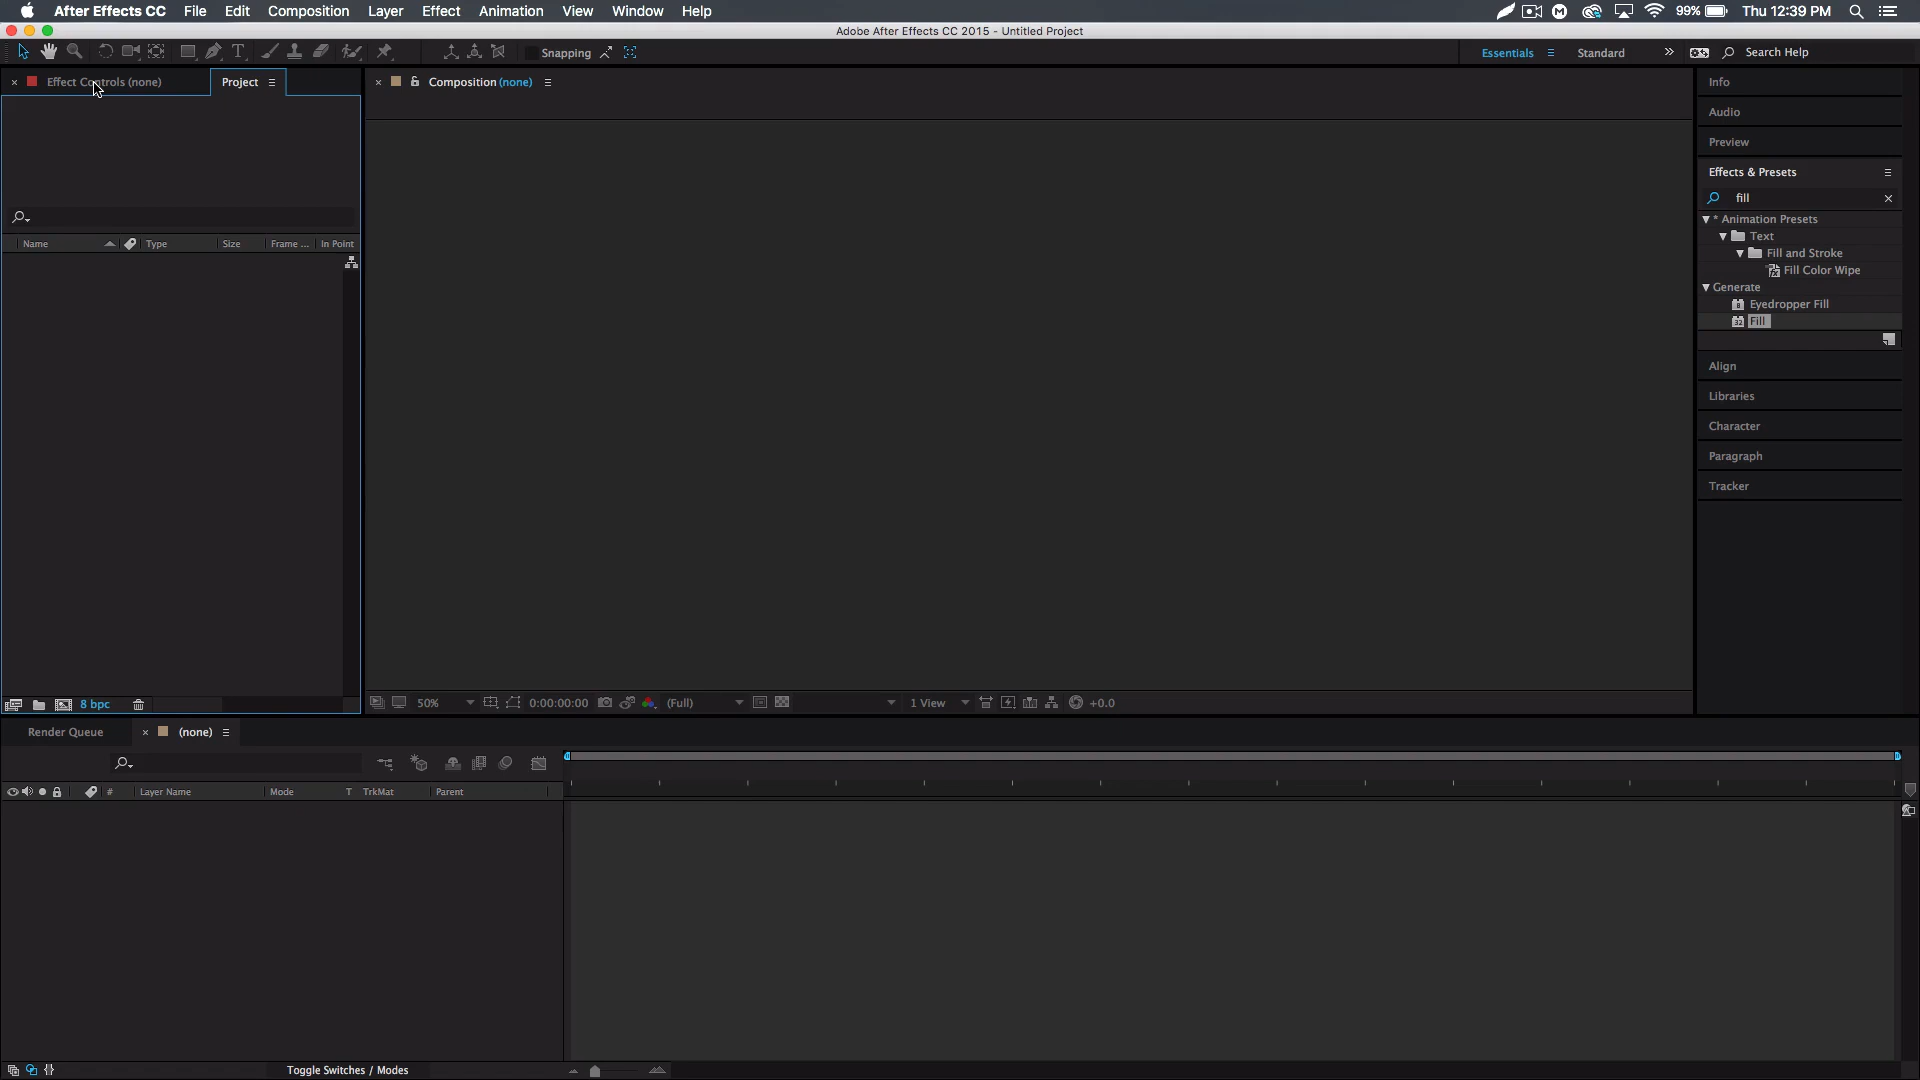 After Effects CC File Edit Composition Layer Effect Animation View Window Help 99% Thu 12:39 PM
Adobe After Effects CC 2015 - Untitled Project
Snapping Essentials Standard Search Help
Effect Controls (none) Project
Composition (none)
Info
Audio
Preview
Effects & Presets
fill
* Animation Presets
Text
Fill and Stroke
Fill Color Wipe
Generate
Eyedropper Fill
Fill
Align
Libraries
Character
Paragraph
Tracker
Name Type Size Frame ... In Point
8 bpc
50% 0:00:00:00 (Full) 1 View +0.0
Render Queue (none)
# Layer Name Mode T TrkMat Parent
Toggle Switches / Modes